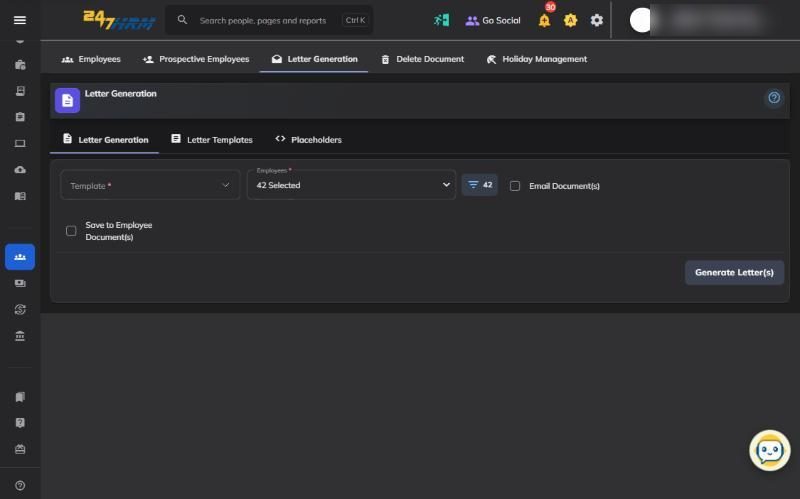 247HRM
Search people, pages and reports
Ctrl K
Go Social
30
A
Employees
Prospective Employees
Letter Generation
Delete Document
Holiday Management
Letter Generation
Letter Generation
Letter Templates
Placeholders
Template *
Employees *
42 Selected
42
Email Document(s)
Save to Employee
Document(s)
Generate Letter(s)